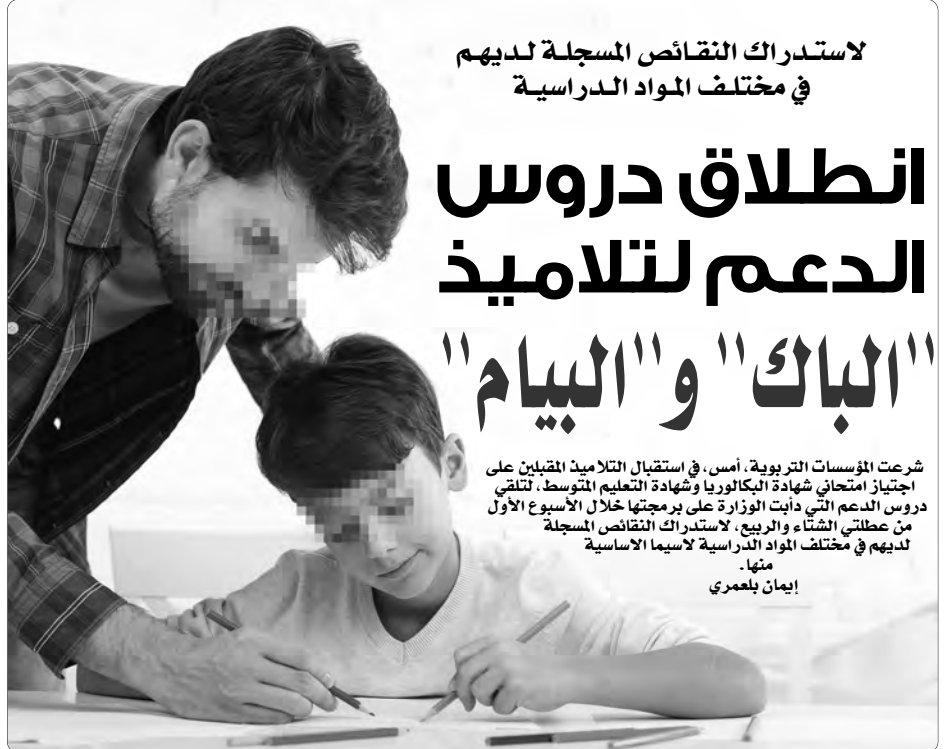 لاستدراك النقائص المسجلة لديهم
في مختلف المواد الدراسية
انطلاق دروس
الدعم لتلاميذ
"الباك" و"البيام"
شرعت المؤسسات التربوية، أمس، في استقبال التلاميذ المقبلين على
اجتياز امتحاني شهادة البكالوريا وشهادة التعليم المتوسط، لتلقي
دروس الدعم التي دأبت الوزارة على برمجتها خلال الأسبوع الأول
من عطلتي الشتاء والربيع، لاستدراك النقائص المسجلة
لديهم في مختلف المواد الدراسية لاسيما الاساسية
منها.
إيمان بلعمري